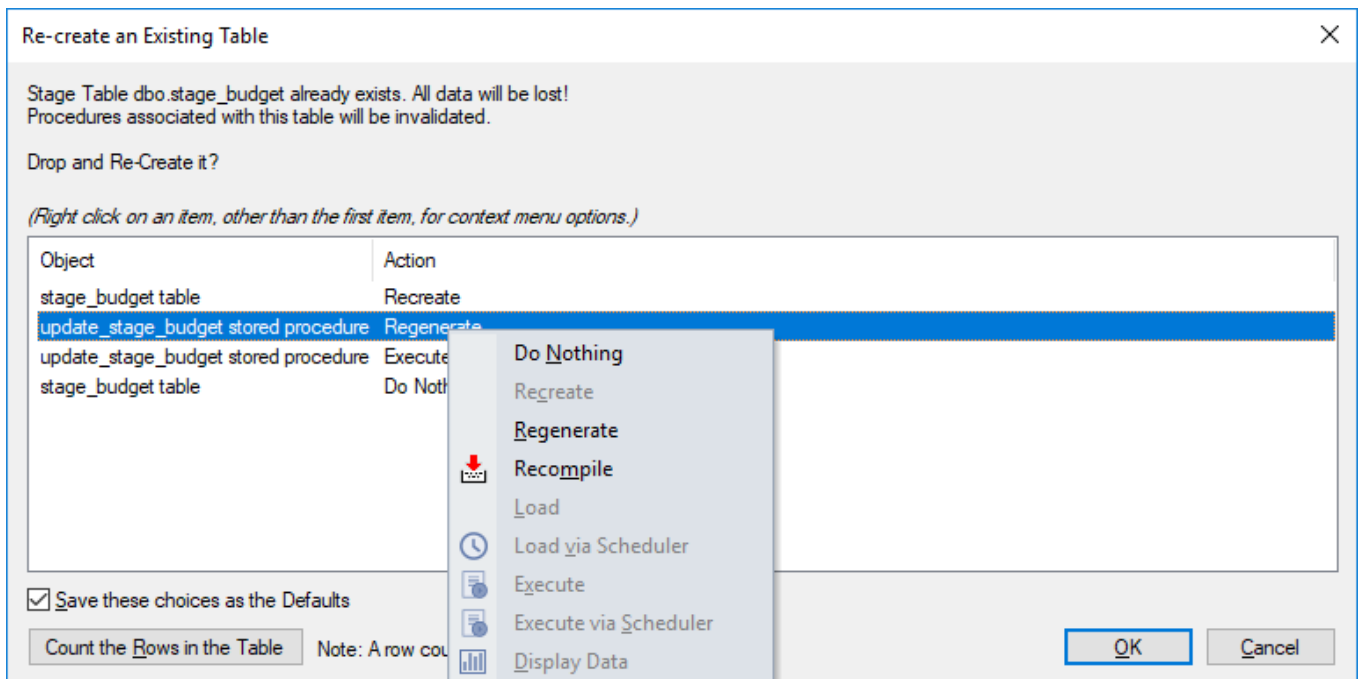 Re-create an Existing Table
Stage Table dbo.stage_budget already exists. All data will be lost!
Procedures associated with this table will be invalidated.
Drop and Re-Create it?
(Right click on an item, other than the first item, for context menu options.)
Object Action
stage_budget table Recreate
update_stage_budget stored procedure Regenerate
update_stage_budget stored procedure Execute
stage_budget table Do Noth
Do Nothing
Recreate
Regenerate
Recompile
Load
Load via Scheduler
Execute
Execute via Scheduler
Display Data
Save these choices as the Defaults
Count the Rows in the Table Note: A row cou
OK Cancel